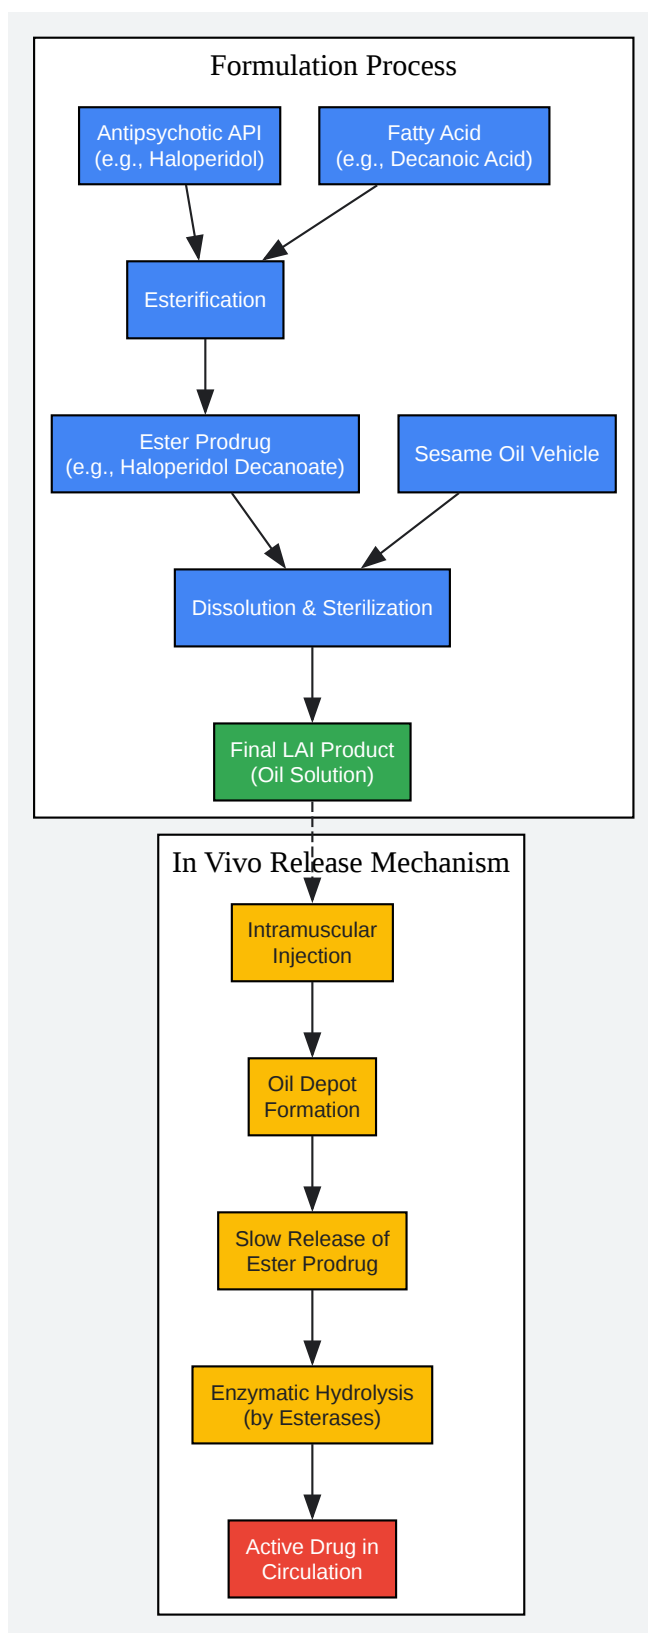 Formulation Process
Antipsychotic API
(e.g., Haloperidol)
Fatty Acid
(e.g., Decanoic Acid)
Esterification
Ester Prodrug
(e.g., Haloperidol Decanoate)
Sesame Oil Vehicle
Dissolution & Sterilization
Final LAI Product
(Oil Solution)
In Vivo Release Mechanism
Intramuscular
Injection
Oil Depot
Formation
Slow Release of
Ester Prodrug
Enzymatic Hydrolysis
(by Esterases)
Active Drug in
Circulation